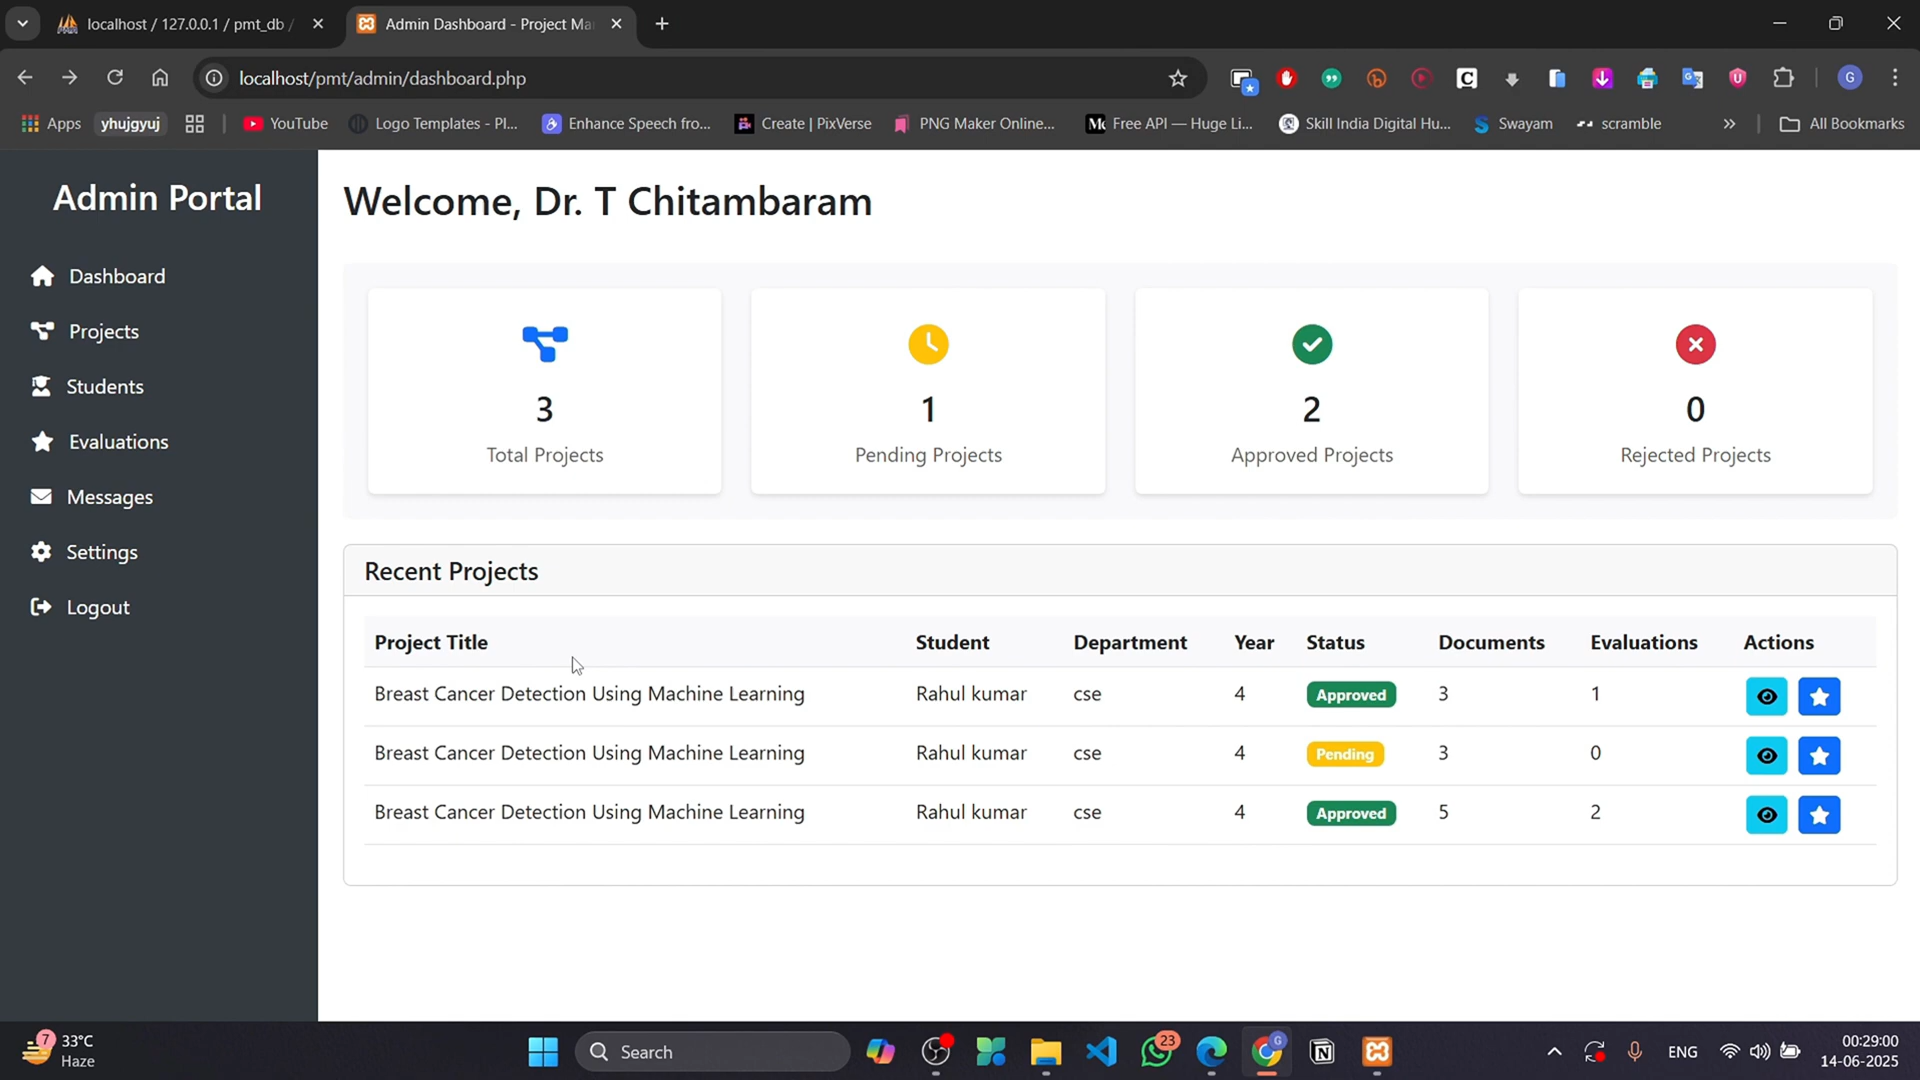 localhost / 127.0.0.1 / pmt_db /
Admin Dashboard - Project Ma
localhost/pmt/admin/dashboard.php
G
Apps
yhujgyuj
YouTube
Logo Templates - Pl...
Enhance Speech fro...
Create | PixVerse
PNG Maker Online...
Free API — Huge Li...
Skill India Digital Hu...
Swayam
scramble
All Bookmarks
Admin Portal
Dashboard
Projects
Students
Evaluations
Messages
Settings
Logout
Welcome, Dr. T Chitambaram
3
Total Projects
1
Pending Projects
2
Approved Projects
0
Rejected Projects
Recent Projects
Project Title Student Department Year Status Documents Evaluations Actions
Breast Cancer Detection Using Machine Learning Rahul kumar cse 4 Approved 3 1
Breast Cancer Detection Using Machine Learning Rahul kumar cse 4 Pending 3 0
Breast Cancer Detection Using Machine Learning Rahul kumar cse 4 Approved 5 2
7
33°C
Haze
Search
23
G
ENG
00:29:00
14-06-2025